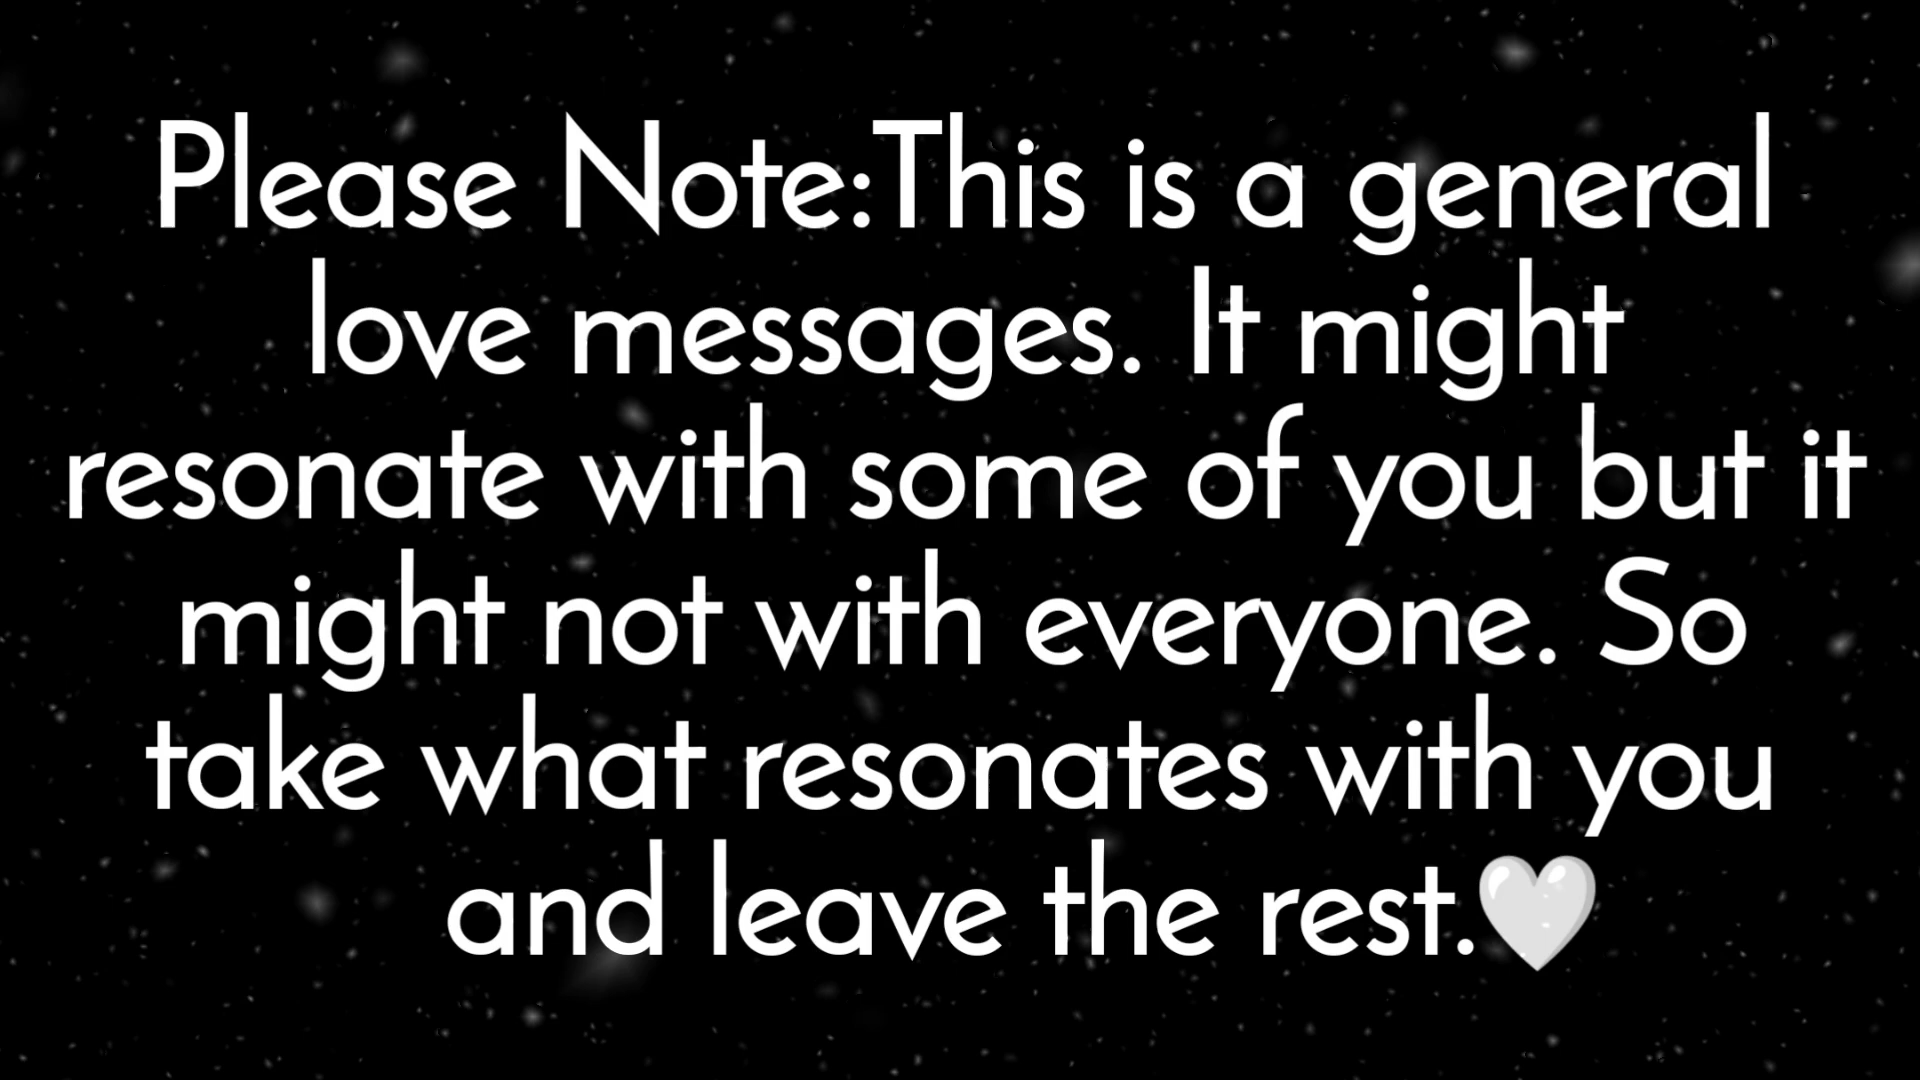 Please Note:This is a general
love messages. It might
resonate with some of you but it
might not with everyone. So
take what resonates with you
and leave the rest.🤍